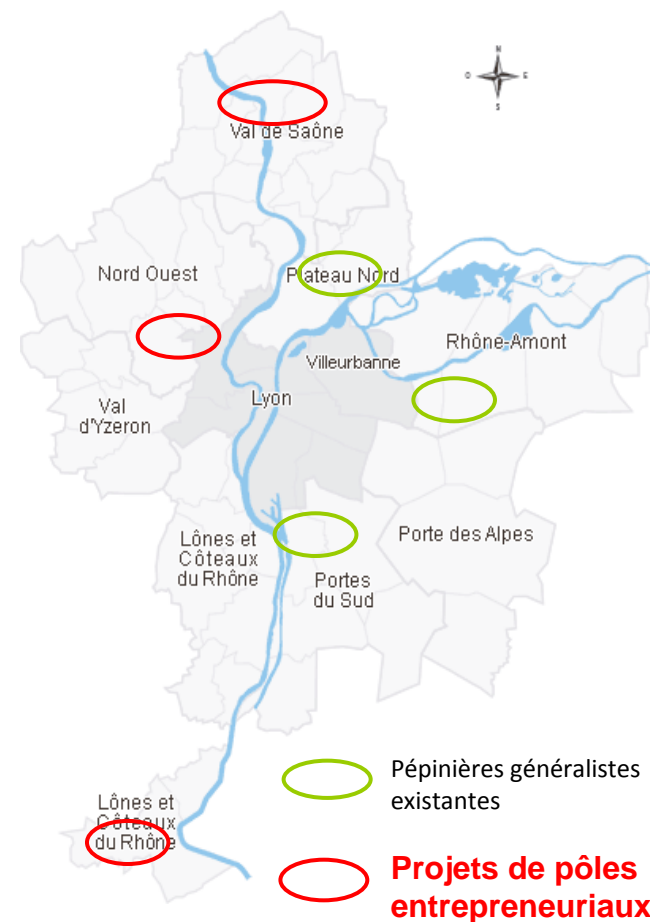 N
O E
S
Val de Saône
Nord Ouest
Plateau Nord
Rhône-Amont
Villeurbanne
Val
d'Yzeron
Lyon
Lônes et
Côteaux
du Rhône
Porte des Alpes
Portes
du Sud
Pépinières généralistes
existantes
Lônes et
Côteaux
du Rhône
Projets de pôles
entrepreneuriaux